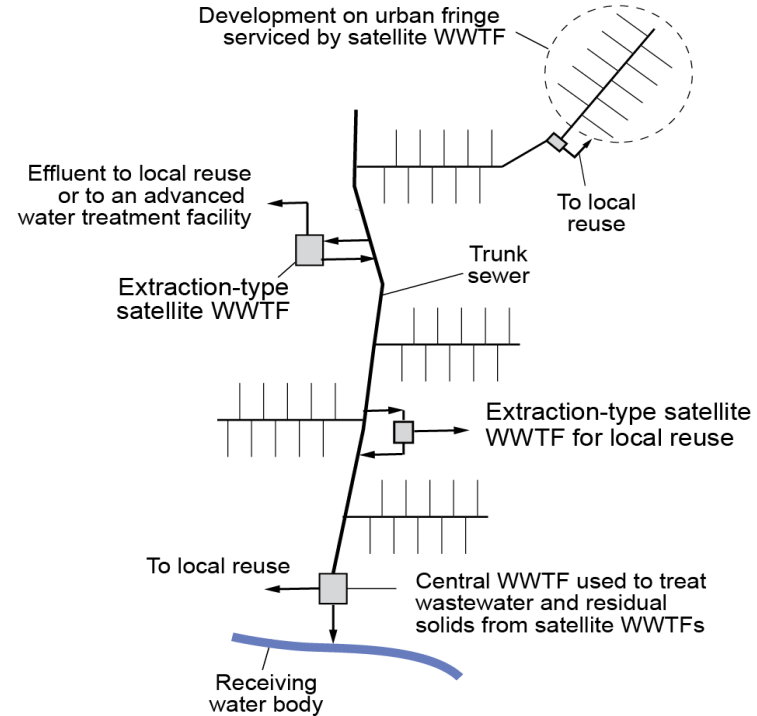 Development on urban fringe
serviced by satellite WWTF
Effluent to local reuse
or to an advanced
water treatment facility
To local
reuse
Trunk
sewer
Extraction-type
satellite WWTF
Extraction-type satellite
WWTF for local reuse
To local reuse
Central WWTF used to treat
wastewater and residual
solids from satellite WWTFs
Receiving
water body